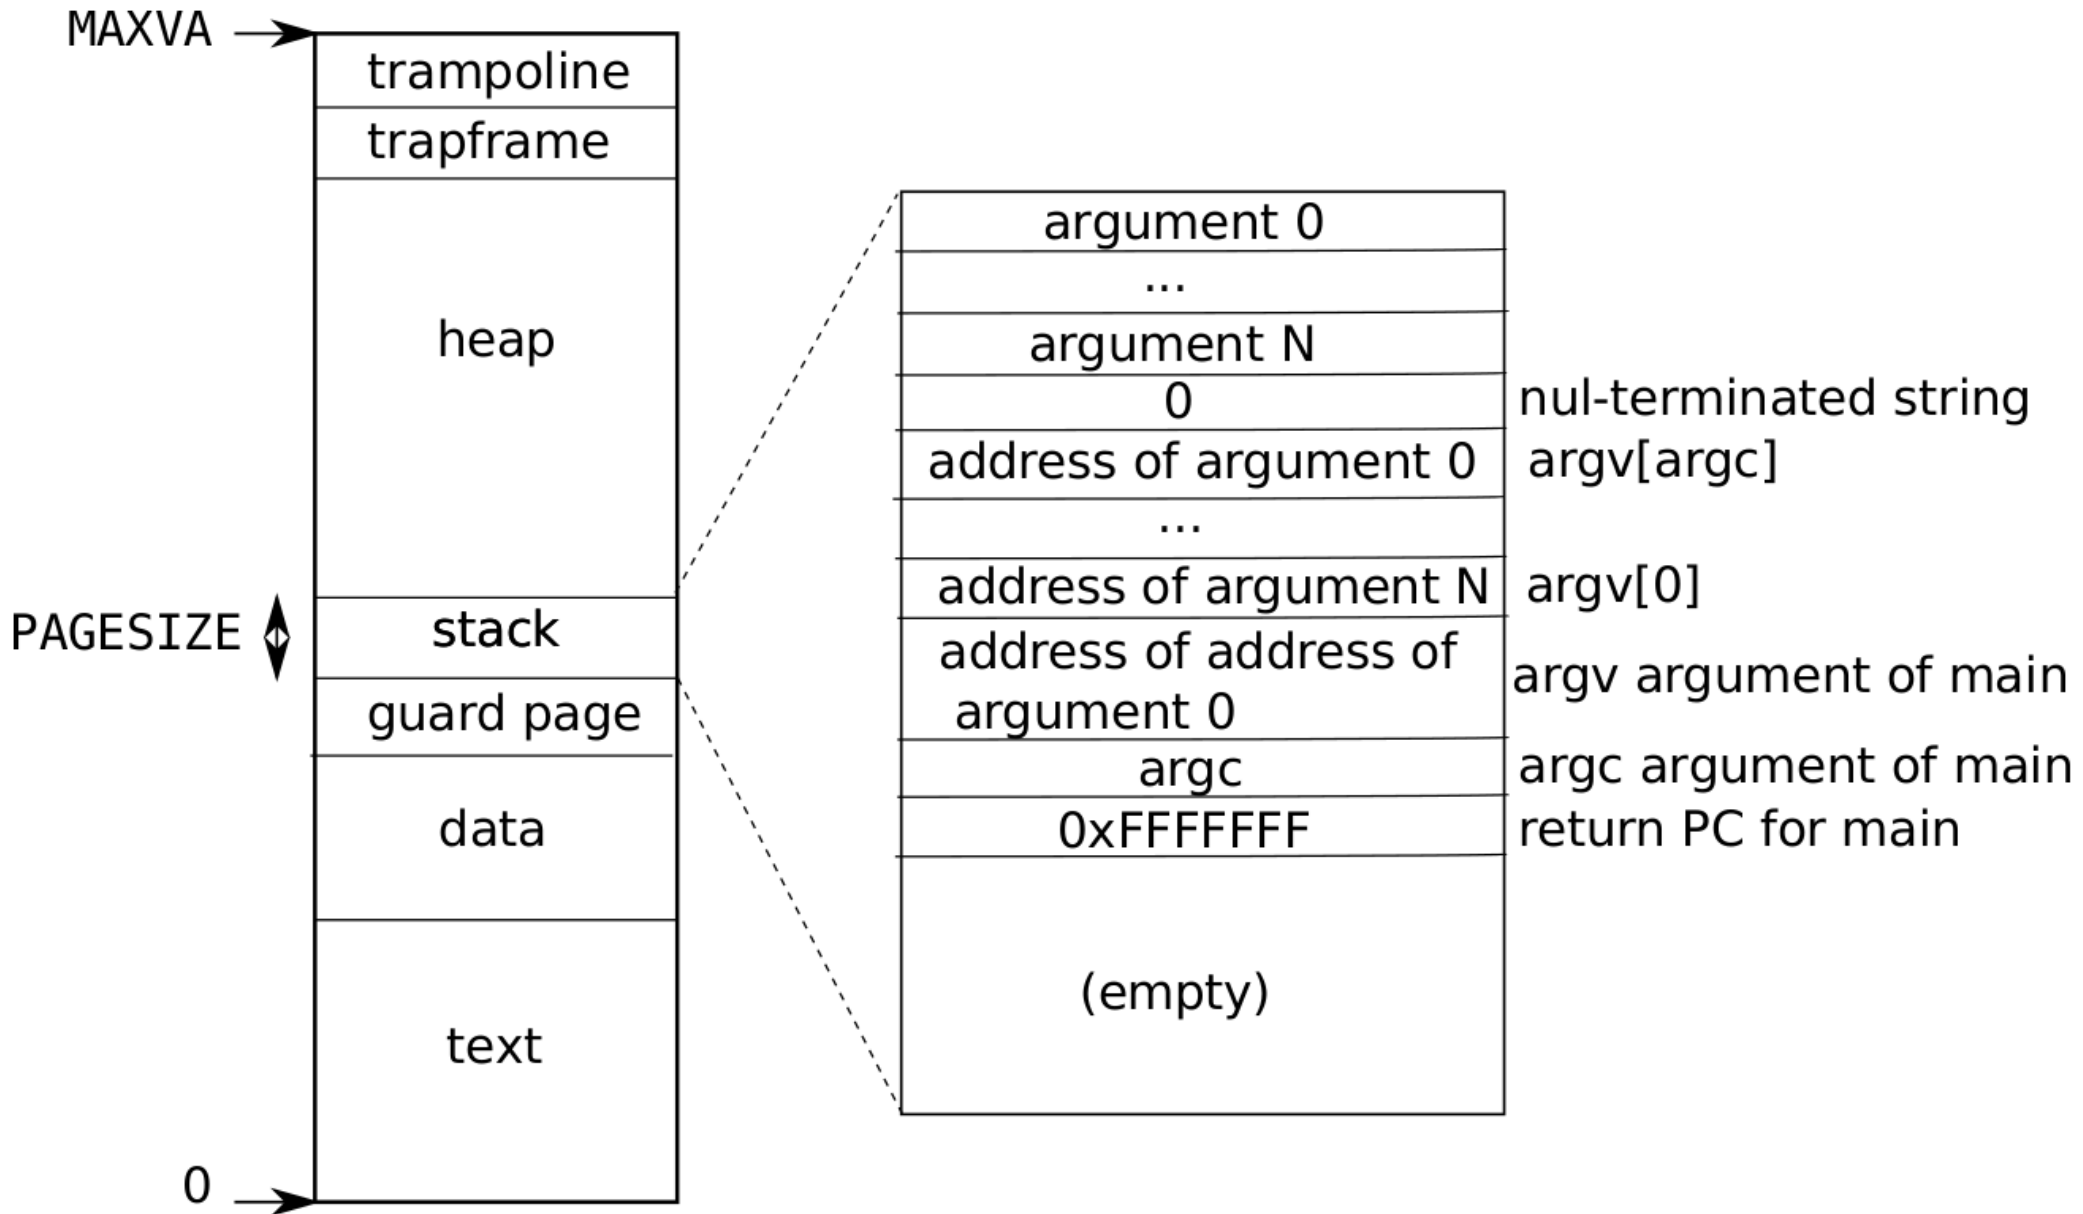 MAXVA
trampoline
trapframe
heap
PAGESIZE
stack
guard page
data
text
0
argument 0
...
argument N
0
nul-terminated string
address of argument 0
argv[argc]
...
address of argument N
argv[0]
address of address of
argument 0
argv argument of main
argc
argc argument of main
0xFFFFFFF
return PC for main
(empty)